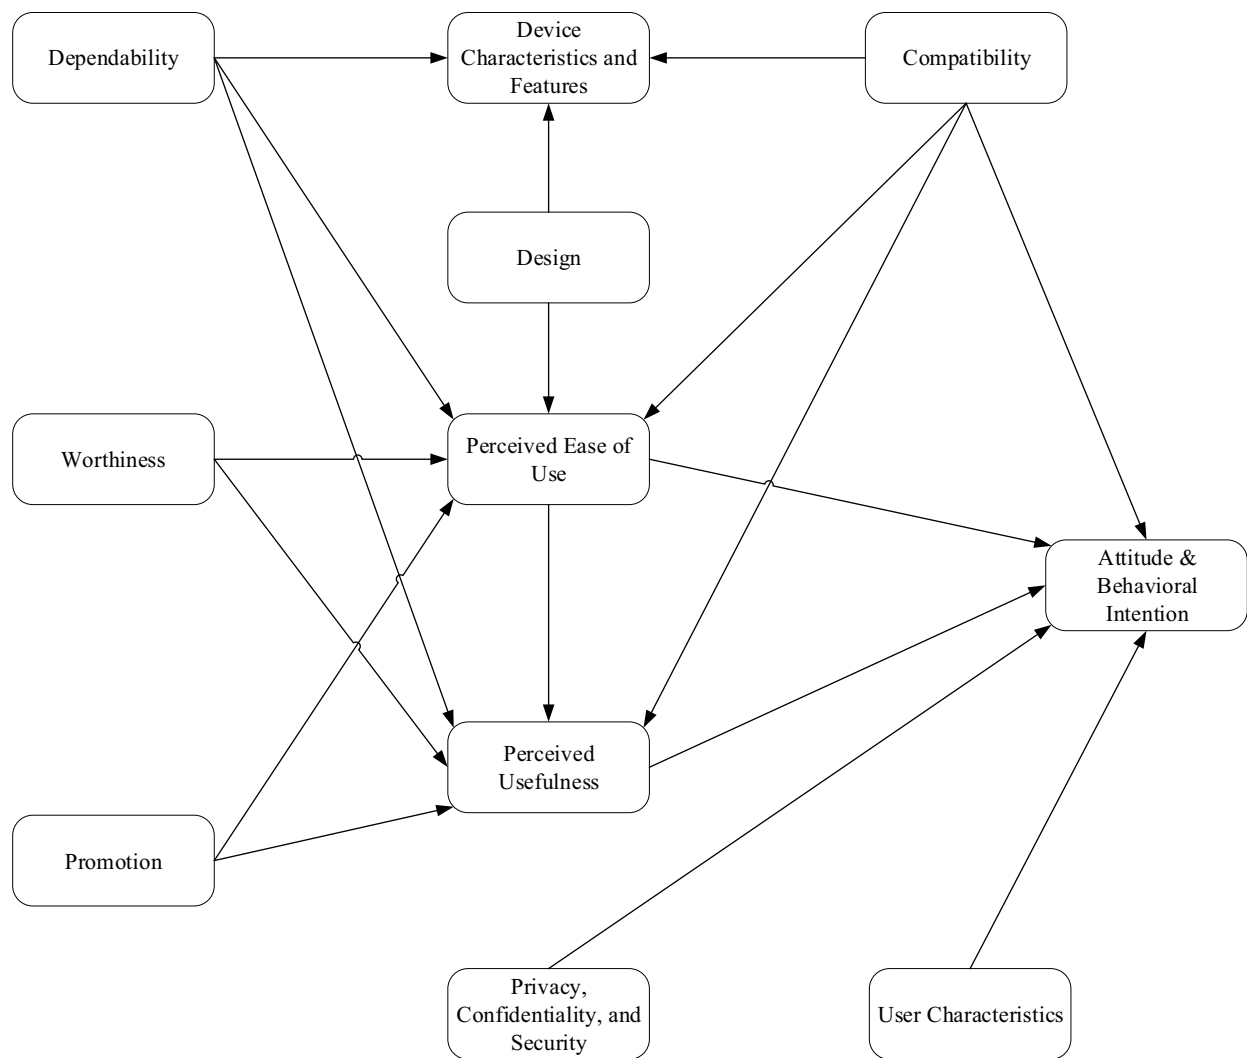 Dependability
Device
Characteristics and
Features
Compatibility
Design
Worthiness
Perceived Ease of
Use
Attitude &
Behavioral
Intention
Perceived
Usefulness
Promotion
Privacy,
Confidentiality, and
Security
User Characteristics